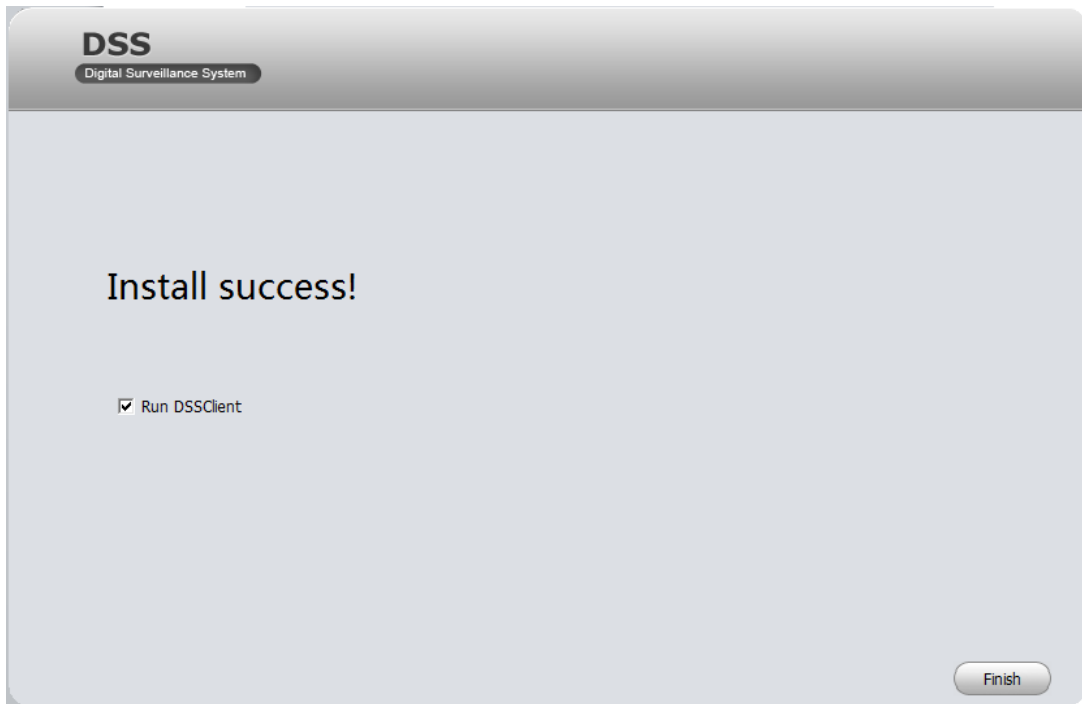 DSS
Digital Surveillance System
Install success!
Run DSSClient
Finish